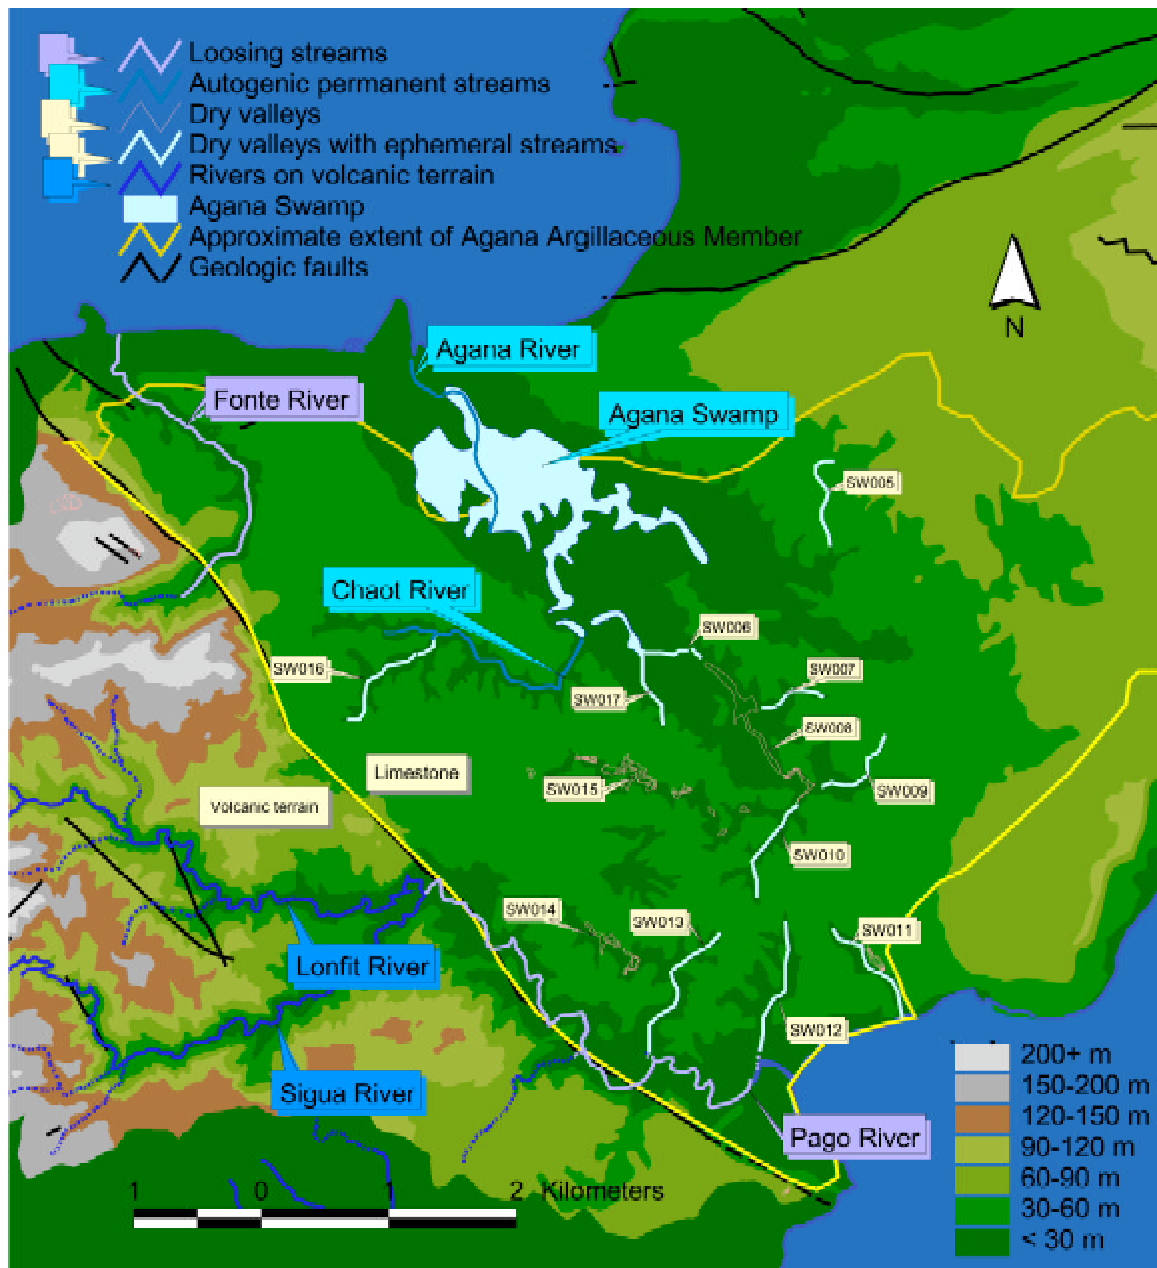 Loosing streams
Autogenic permanent streams
Dry valleys
Dry valleys with ephemeral streams
Rivers on volcanic terrain
Agana Swamp
Approximate extent of Agana Argillaceous Member
Geologic faults
N
Agana River
Fonte River
Agana Swamp
SW005
Chaot River
SW006
SW016
SW007
SW017
SW008
Limestone
SW015
SW009
Volcanic terrain
SW010
SW014
SW013
SW011
Lonfit River
SW012
200+ m
150-200 m
Sigua River
120-150 m
Pago River
90-120 m
60-90 m
1 0 1 2 Kilometers
30-60 m
< 30 m